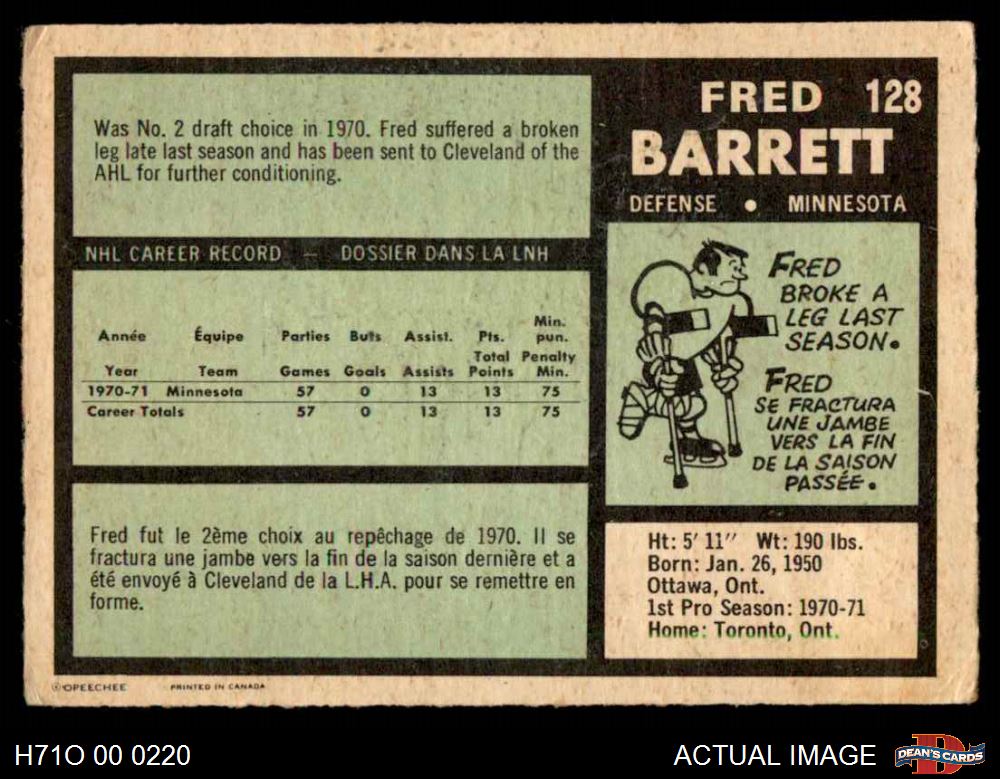 FRED 128
BARRETT
DEFENSE • MINNESOTA
Was No. 2 draft choice in 1970. Fred suffered a broken
leg late last season and has been sent to Cleveland of the
AHL for further conditioning.
NHL CAREER RECORD — DOSSIER DANS LA LNH
Année Équipe Parties Buts Assist. Pts. Min. pun.
Year Team Games Goals Assists Total Points Penalty Min.
1970-71 Minnesota 57 0 13 13 75
Career Totals 57 0 13 13 75
Fred fut le 2ème choix au repêchage de 1970. Il se
fractura une jambe vers la fin de la saison dernière et a
été envoyé à Cleveland de la L.H.A. pour se remettre en
forme.
FRED
BROKE A
LEG LAST
SEASON.
FRED
SE FRACTURA
UNE JAMBE
VERS LA FIN
DE LA SAISON
PASSÉE.
Ht: 5' 11" Wt: 190 lbs.
Born: Jan. 26, 1950
Ottawa, Ont.
1st Pro Season: 1970-71
Home: Toronto, Ont.
©OPEECHEE PRINTED IN CANADA
H71O 00 0220
ACTUAL IMAGE
DEAN'S CARDS